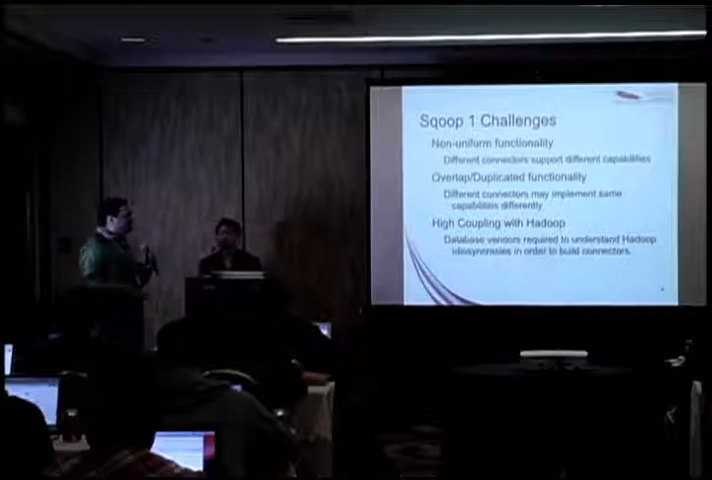 Sqoop 1 Challenges
Non-uniform functionality
Different connectors support different capabilities
Overlap/Duplicated functionality
Different connectors may implement same
capabilities differently
High Coupling with Hadoop
Database vendors required to understand Hadoop
idiosyncrasies in order to build connectors.